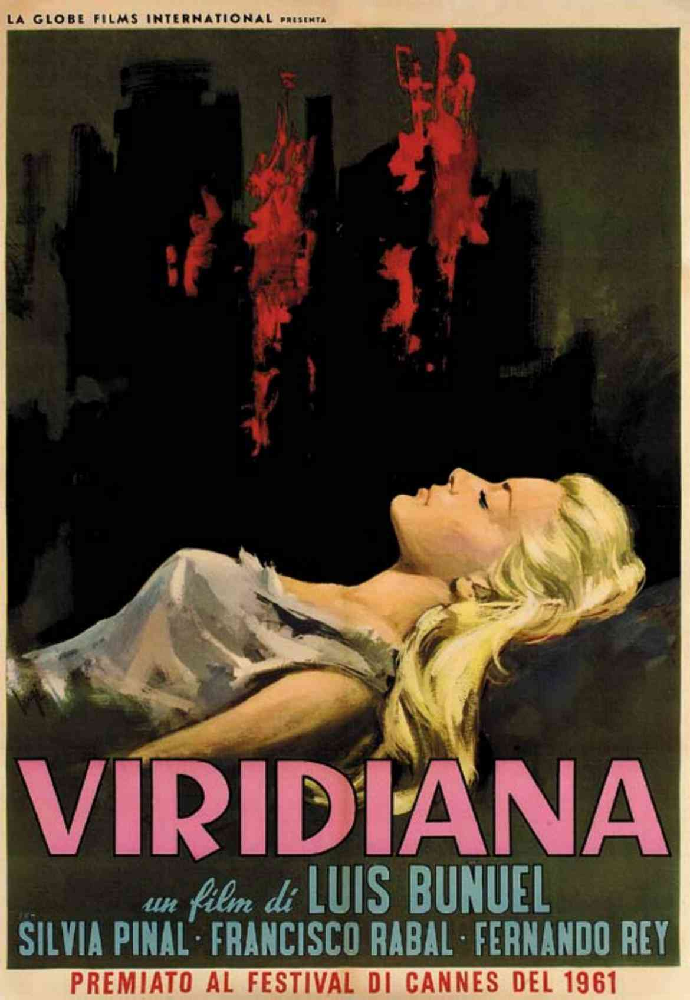 LA GLOBE FILMS INTERNATIONAL PRESENTA
VIRIDIANA
un film di LUIS BUNUEL
SILVIA PINAL · FRANCISCO RABAL · FERNANDO REY
PREMIATO AL FESTIVAL DI CANNES DEL 1961